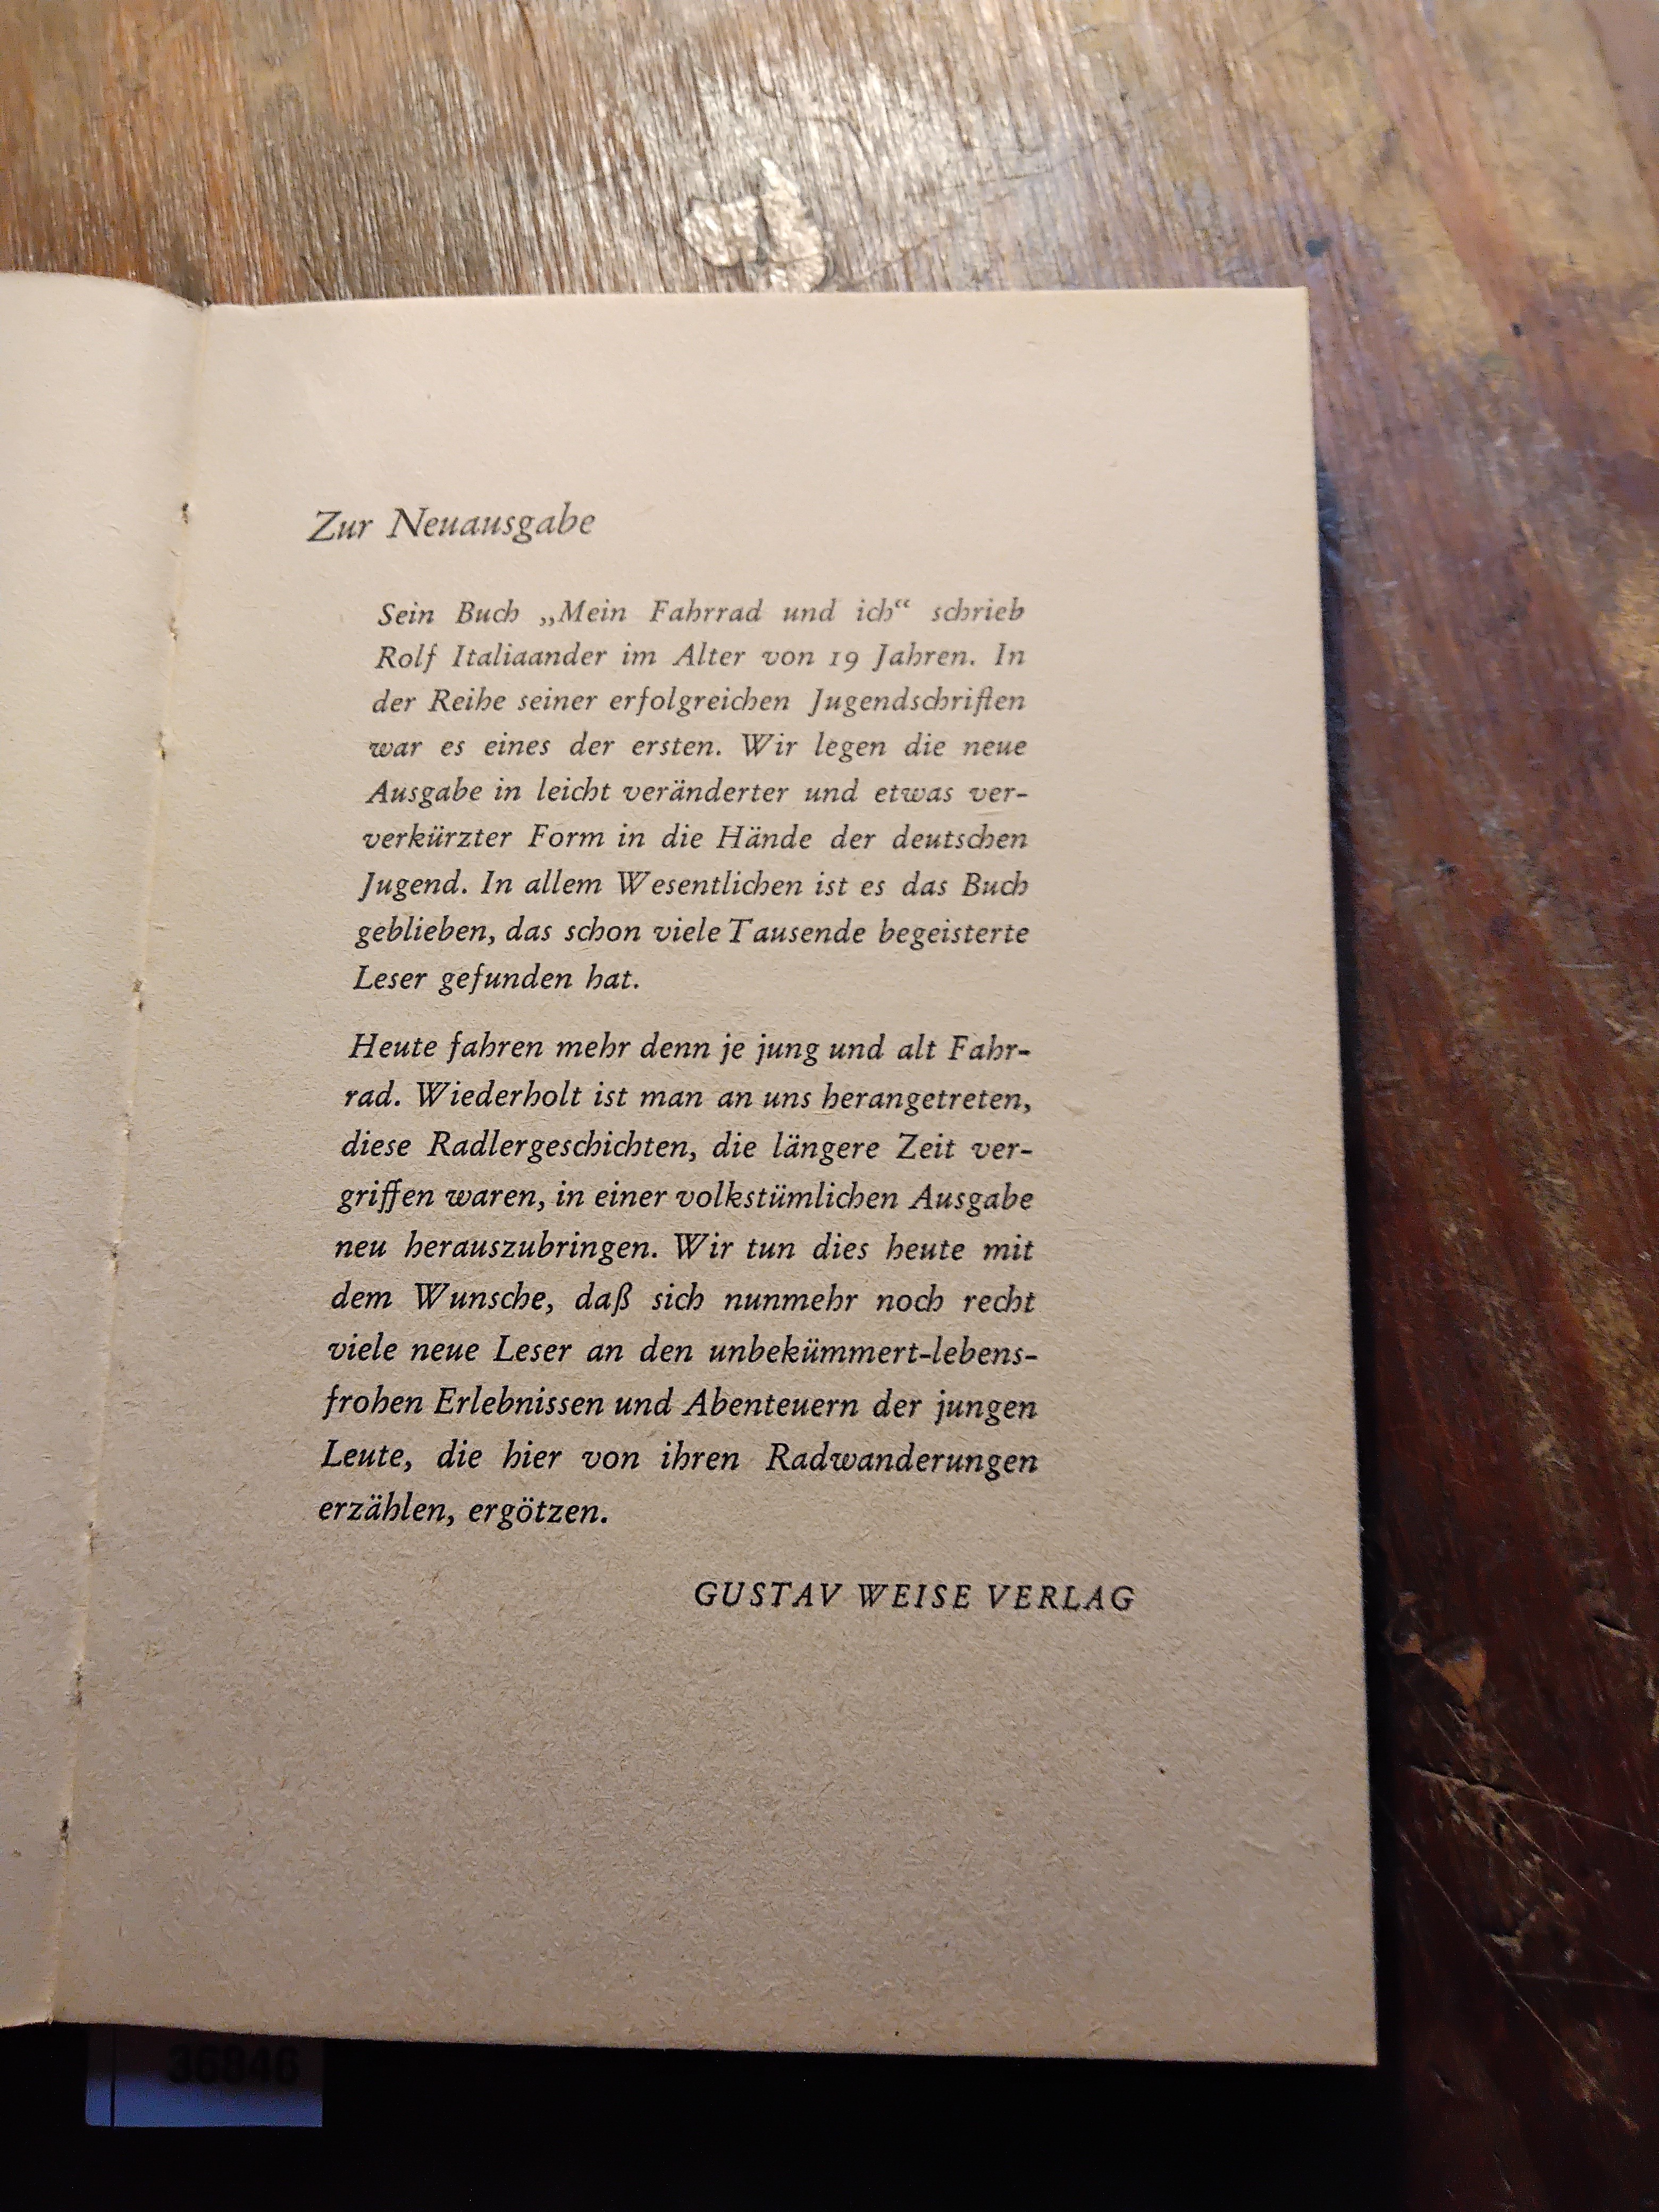 Zur Neuausgabe
Sein Buch „Mein Fahrrad und ich“ schrieb
Rolf Italiaander im Alter von 19 Jahren. In
der Reihe seiner erfolgreichen Jugendschriften
war es eines der ersten. Wir legen die neue
Ausgabe in leicht veränderter und etwas ver-
verkürzter Form in die Hände der deutschen
Jugend. In allem Wesentlichen ist es das Buch
geblieben, das schon viele Tausende begeisterte
Leser gefunden hat.
Heute fahren mehr denn je jung und alt Fahr-
rad. Wiederholt ist man an uns herangetreten,
diese Radlergeschichten, die längere Zeit ver-
griffen waren, in einer volkstümlichen Ausgabe
neu herauszubringen. Wir tun dies heute mit
dem Wunsche, daß sich nunmehr noch recht
viele neue Leser an den unbekümmert-lebens-
frohen Erlebnissen und Abenteuern der jungen
Leute, die hier von ihren Radwanderungen
erzählen, ergötzen.
GUSTAV WEISE VERLAG
36846